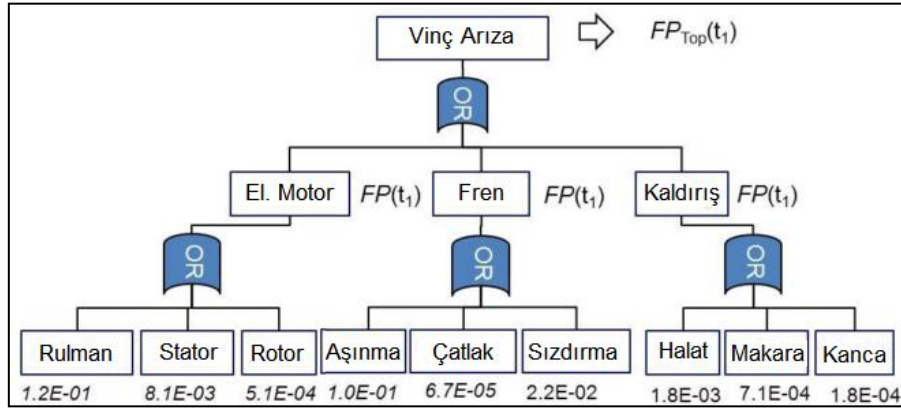 Vinç Arıza
FP_Top(t₁)
OR
El. Motor
FP(t₁)
Fren
FP(t₁)
Kaldırış
FP(t₁)
OR
OR
OR
Rulman
Stator
Rotor
Aşınma
Çatlak
Sızdırma
Halat
Makara
Kanca
1.2E-01
8.1E-03
5.1E-04
1.0E-01
6.7E-05
2.2E-02
1.8E-03
7.1E-04
1.8E-04